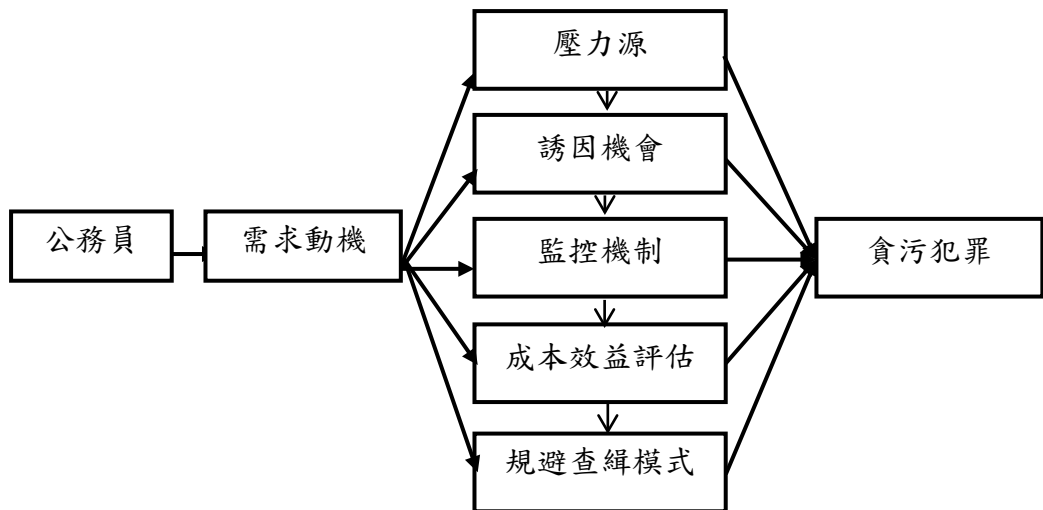 壓力源
誘因機會
公務員
需求動機
監控機制
貪污犯罪
成本效益評估
規避查緝模式